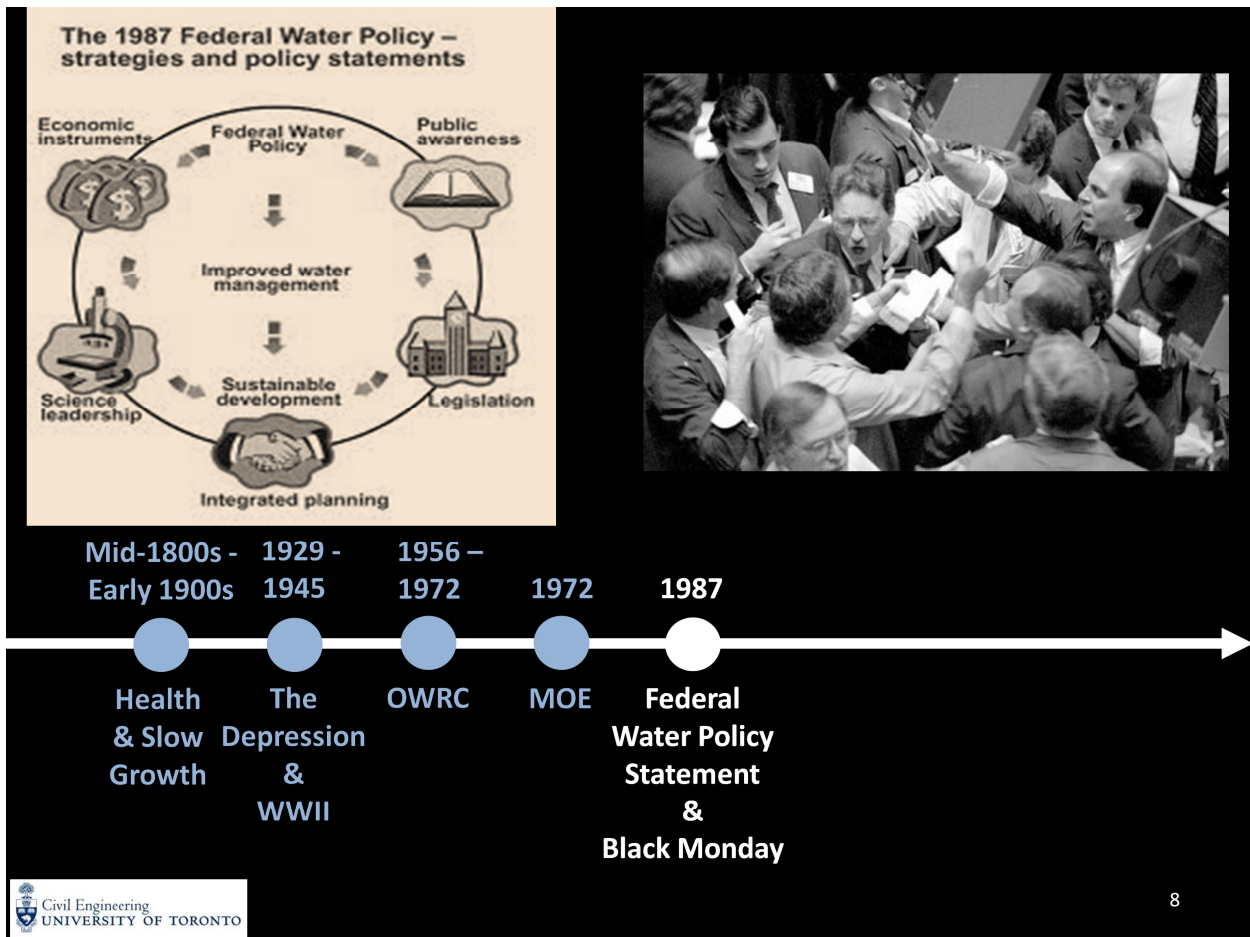 The 1987 Federal Water Policy –
strategies and policy statements
Economic
instruments
Federal Water
Policy
Public
awareness
Improved water
management
Science
leadership
Sustainable
development
Legislation
Integrated planning
Mid-1800s -
Early 1900s
1929 -
1945
1956 –
1972
1972
1987
Health
& Slow
Growth
The
Depression
&
WWII
OWRC
MOE
Federal
Water Policy
Statement
&
Black Monday
Civil Engineering
UNIVERSITY OF TORONTO
8